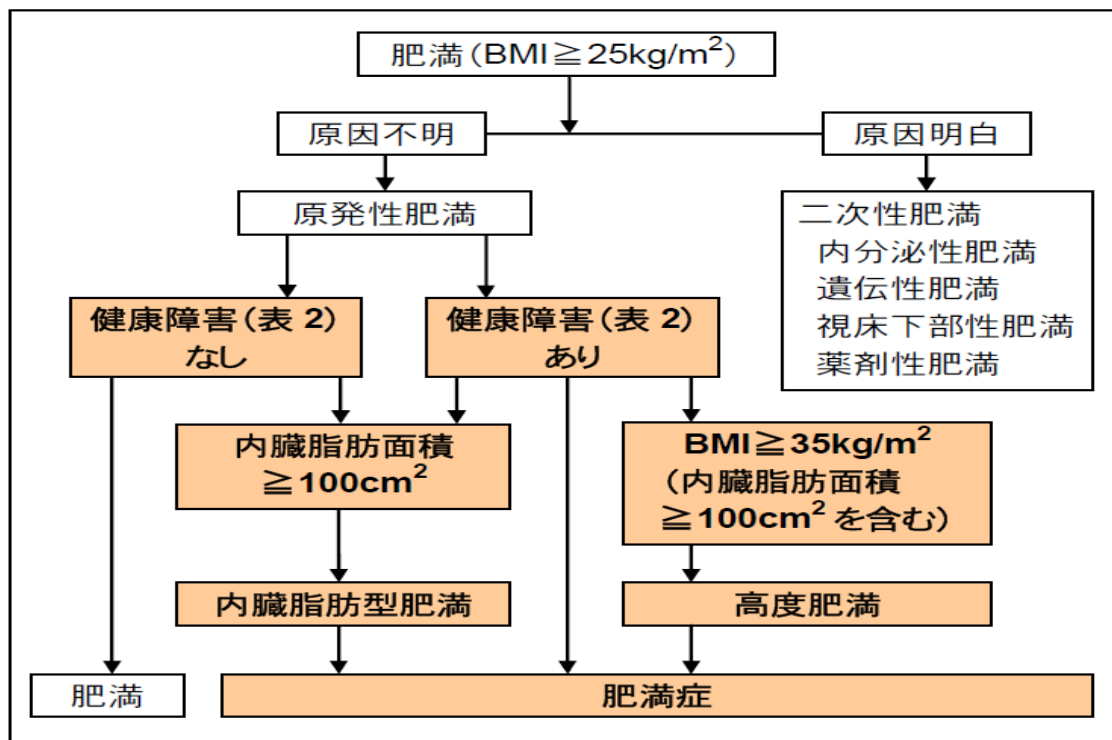 肥満(BMI≧25kg/m²)
原因不明
原因明白
原発性肥満
二次性肥満
内分泌性肥満
遺伝性肥満
視床下部性肥満
薬剤性肥満
健康障害(表 2)
なし
健康障害(表 2)
あり
内臓脂肪面積
≧100cm²
BMI≧35kg/m²
(内臓脂肪面積
≧100cm² を含む)
内臓脂肪型肥満
高度肥満
肥満
肥満症